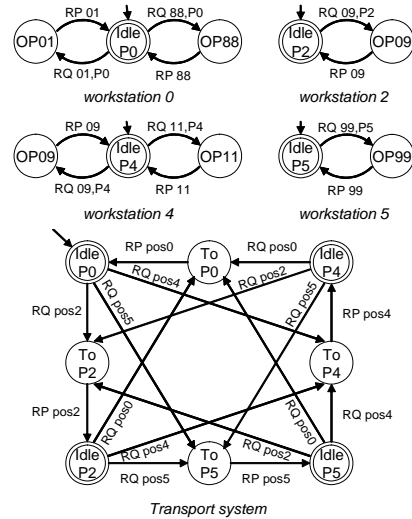 RP 01
RQ 88,P0
OP01
Idle
P0
OP88
RQ 01,P0
RP 88
workstation 0
RQ 09,P2
Idle
P2
OP09
RP 09
workstation 2
RP 09
RQ 11,P4
OP09
Idle
P4
OP11
RQ 09,P4
RP 11
workstation 4
RQ 99,P5
Idle
P5
OP99
RP 99
workstation 5
Idle
P0
RP pos0
To
P0
RQ pos0
Idle
P4
RQ pos4
RQ pos2
RQ pos5
RQ pos5
RQ pos2
RP pos4
To
P2
To
P4
RP pos2
RQ pos0
RQ pos0
RQ pos4
RQ pos4
RQ pos2
Idle
P2
RQ pos5
To
P5
RP pos5
Idle
P5
Transport system